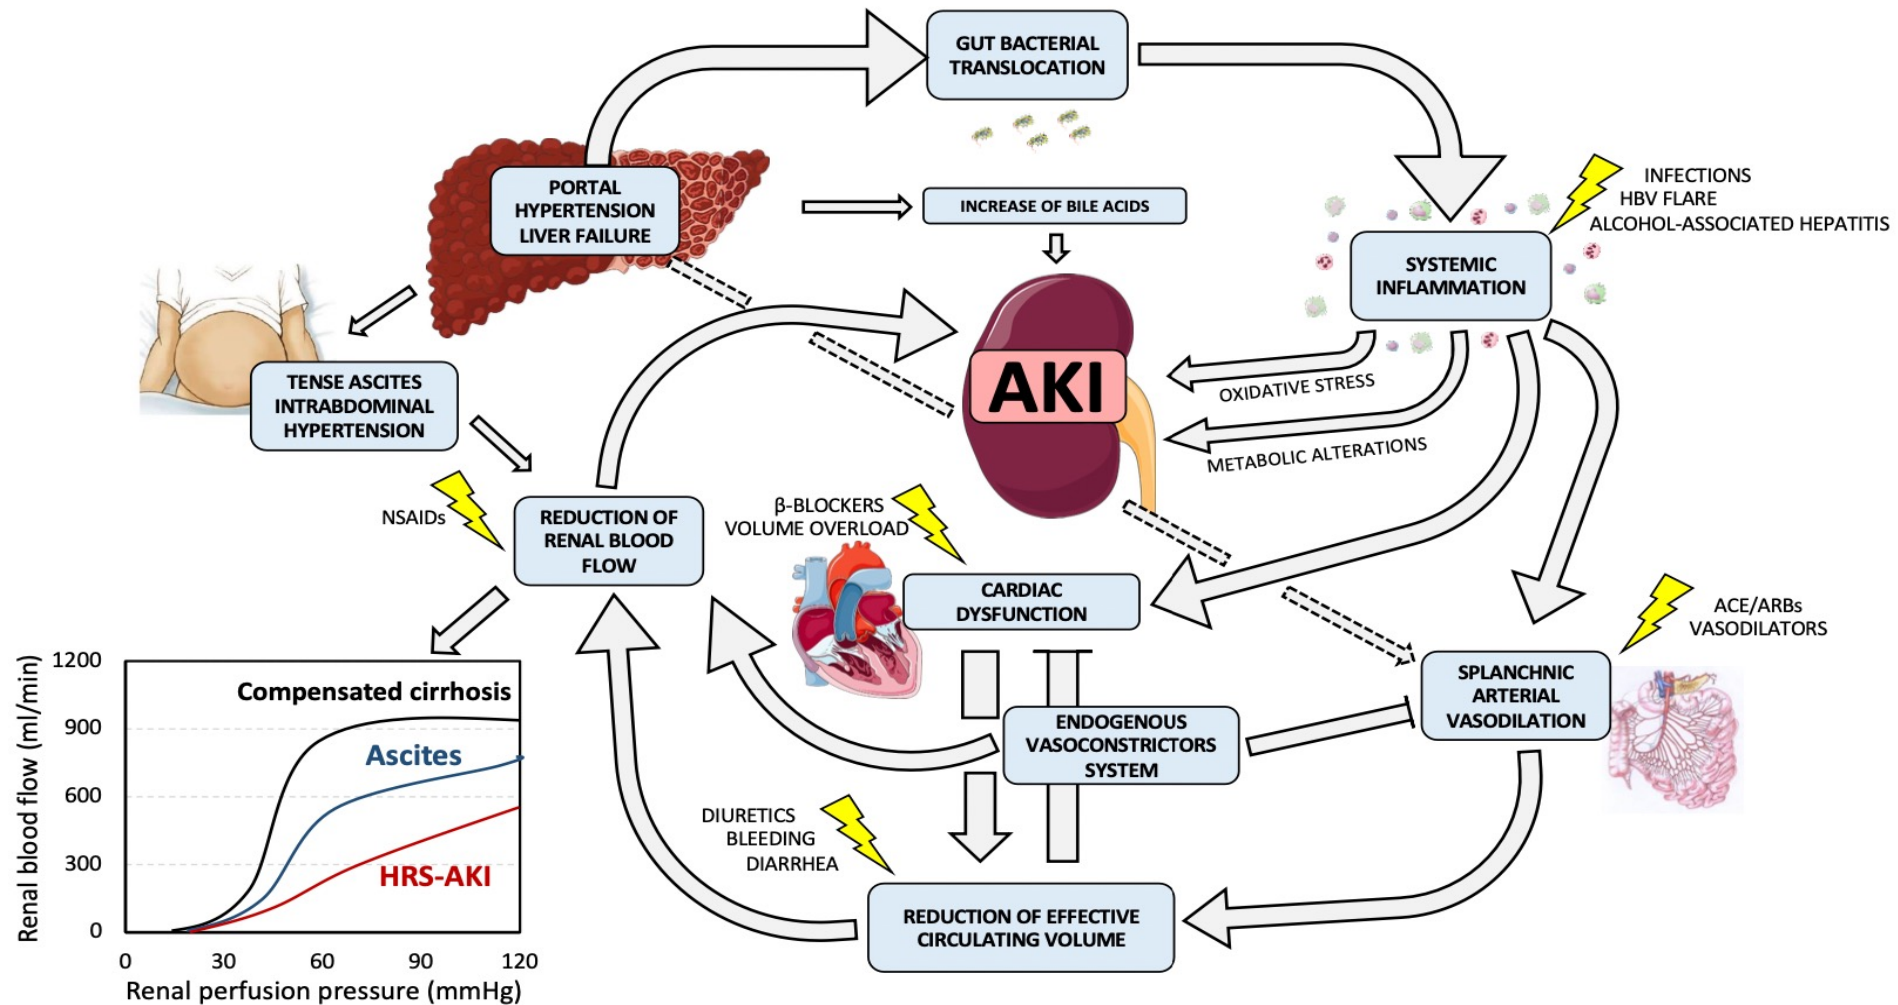 GUT BACTERIAL
TRANSLOCATION
PORTAL
HYPERTENSION
LIVER FAILURE
INCREASE OF BILE ACIDS
INFECTIONS
HBV FLARE
ALCOHOL-ASSOCIATED HEPATITIS
SYSTEMIC
INFLAMMATION
TENSE ASCITES
INTRABDOMINAL
HYPERTENSION
AKI
OXIDATIVE STRESS
METABOLIC ALTERATIONS
NSAIDs
REDUCTION OF
RENAL BLOOD
FLOW
β-BLOCKERS
VOLUME OVERLOAD
CARDIAC
DYSFUNCTION
ACE/ARBs
VASODILATORS
SPLANCHNIC
ARTERIAL
VASODILATION
ENDOGENOUS
VASOCONSTRICTORS
SYSTEM
DIURETICS
BLEEDING
DIARRHEA
REDUCTION OF EFFECTIVE
CIRCULATING VOLUME
Renal blood flow (ml/min)
1200
900
600
300
0
Compensated cirrhosis
Ascites
HRS-AKI
0 30 60 90 120
Renal perfusion pressure (mmHg)